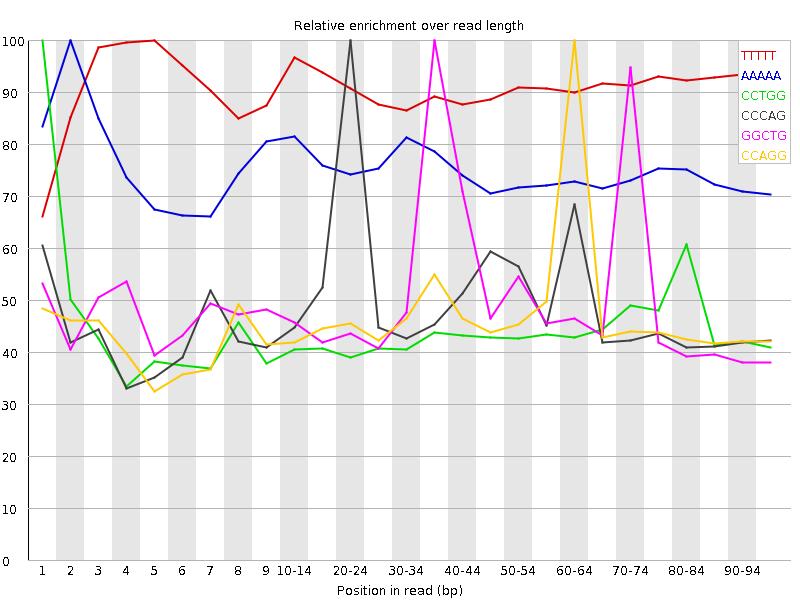 Relative enrichment over read length
100
90
80
70
60
50
40
30
20
10
0
TTTTT
AAAAA
CCTGG
CCCAG
GGCTG
CCAGG
1 2 3 4 5 6 7 8 9 10-14 20-24 30-34 40-44 50-54 60-64 70-74 80-84 90-94
Position in read (bp)